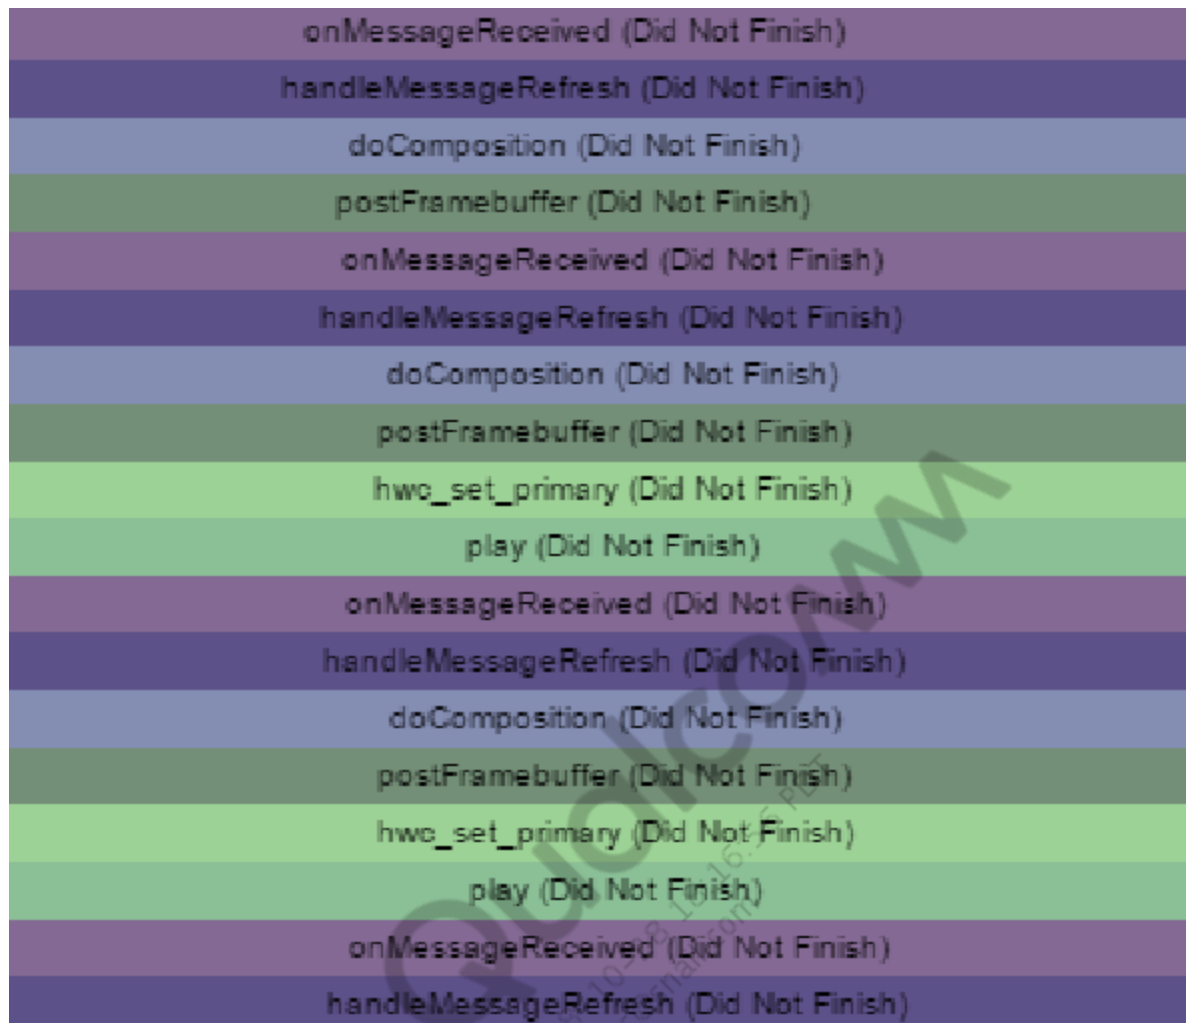 onMessageReceived (Did Not Finish)
handleMessageRefresh (Did Not Finish)
doComposition (Did Not Finish)
postFramebuffer (Did Not Finish)
onMessageReceived (Did Not Finish)
handleMessageRefresh (Did Not Finish)
doComposition (Did Not Finish)
postFramebuffer (Did Not Finish)
hwc_set_primary (Did Not Finish)
play (Did Not Finish)
onMessageReceived (Did Not Finish)
handleMessageRefresh (Did Not Finish)
doComposition (Did Not Finish)
postFramebuffer (Did Not Finish)
hwc_set_primary (Did Not Finish)
play (Did Not Finish)
onMessageReceived (Did Not Finish)
handleMessageRefresh (Did Not Finish)
Qualcomm